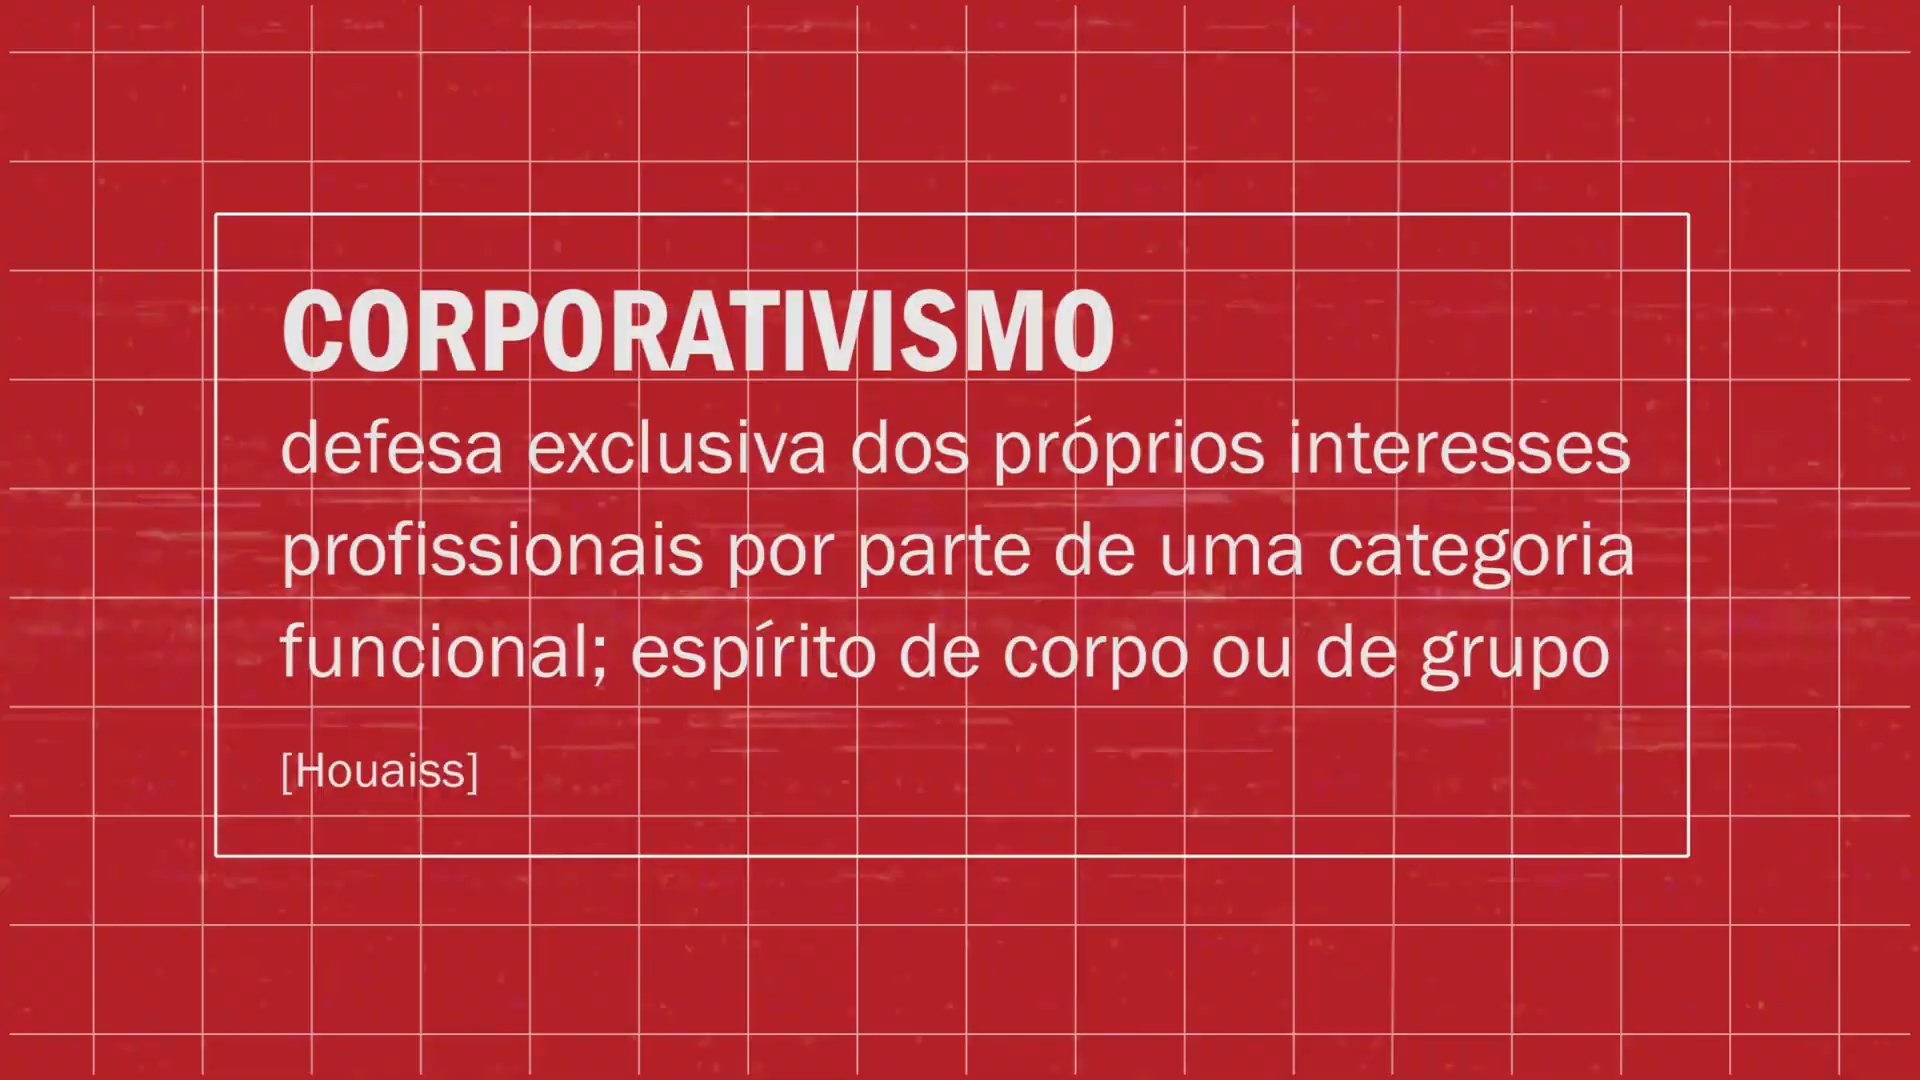 CORPORATIVISMO
defesa exclusiva dos próprios interesses
profissionais por parte de uma categoria
funcional; espírito de corpo ou de grupo
[Houaiss]